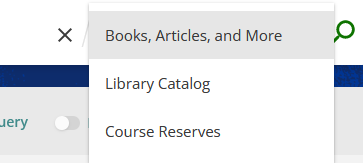 Books, Articles, and More
Library Catalog
uery
Course Reserves